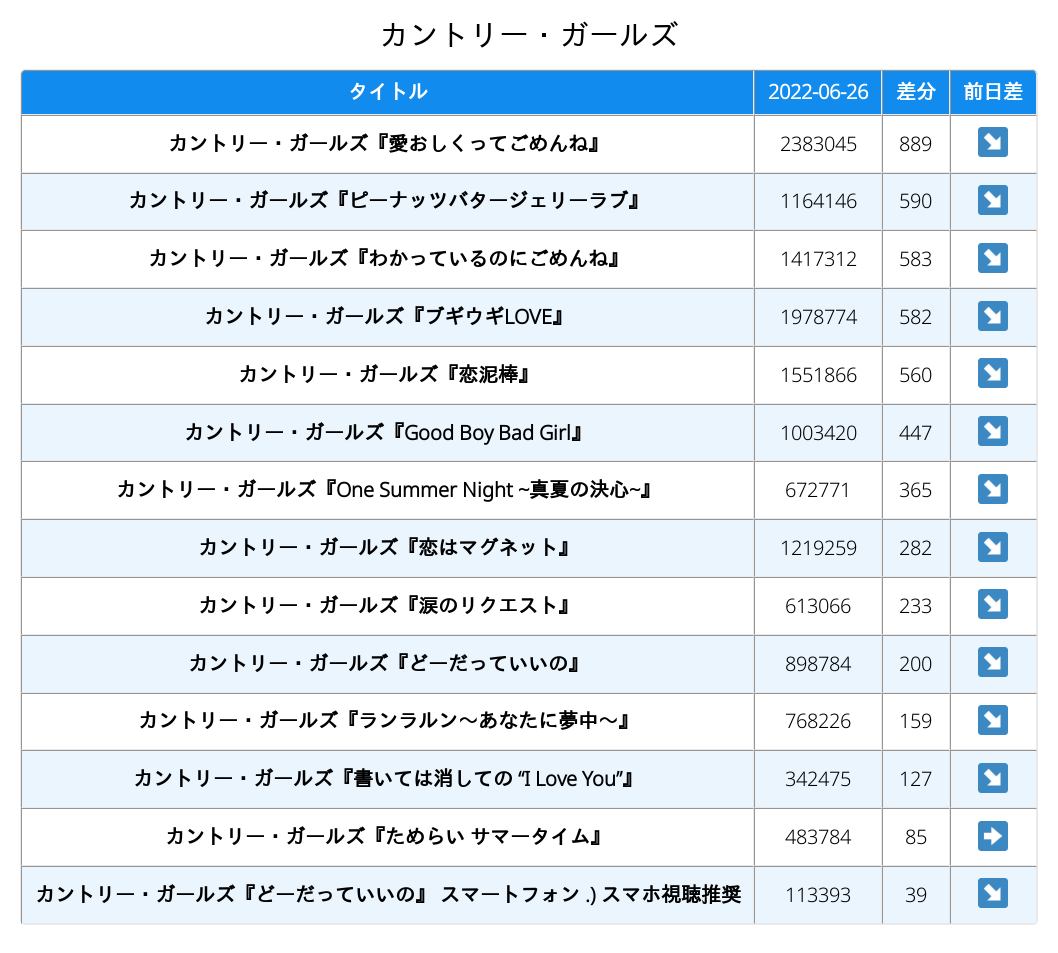 カントリー・ガールズ
タイトル 2022-06-26 差分 前日差
カントリー・ガールズ『愛おしくってごめんね』 2383045 889
カントリー・ガールズ『ピーナッツバタージェリーラブ』 1164146 590
カントリー・ガールズ『わかっているのにごめんね』 1417312 583
カントリー・ガールズ『ブギウギLOVE』 1978774 582
カントリー・ガールズ『恋泥棒』 1551866 560
カントリー・ガールズ『Good Boy Bad Girl』 1003420 447
カントリー・ガールズ『One Summer Night ~真夏の決心~』 672771 365
カントリー・ガールズ『恋はマグネット』 1219259 282
カントリー・ガールズ『涙のリクエスト』 613066 233
カントリー・ガールズ『どーだっていいの』 898784 200
カントリー・ガールズ『ランラルン～あなたに夢中～』 768226 159
カントリー・ガールズ『書いては消しての “I Love You”』 342475 127
カントリー・ガールズ『ためらい サマータイム』 483784 85
カントリー・ガールズ『どーだっていいの』 スマートフォン .) スマホ視聴推奨 113393 39